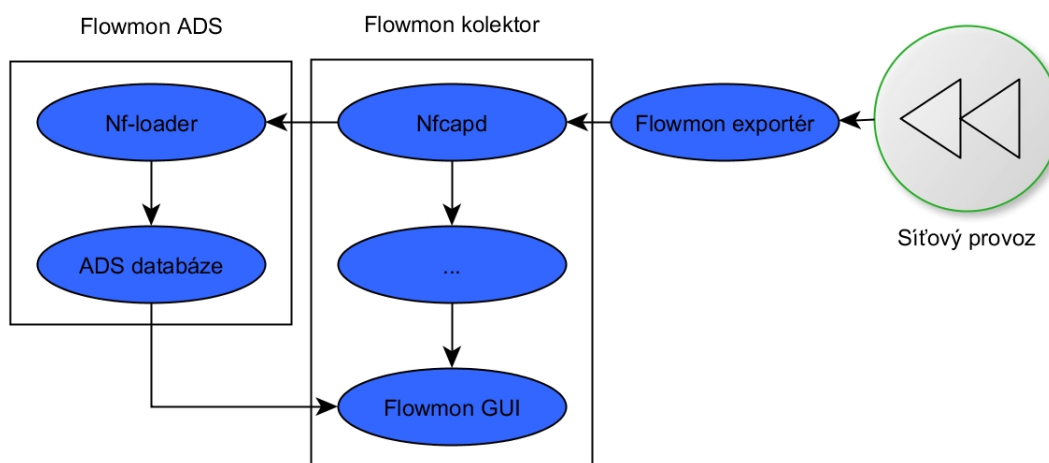 Flowmon ADS
Flowmon kolektor
Nf-loader
Nfcapd
Flowmon exportér
Síťový provoz
ADS databáze
...
Flowmon GUI